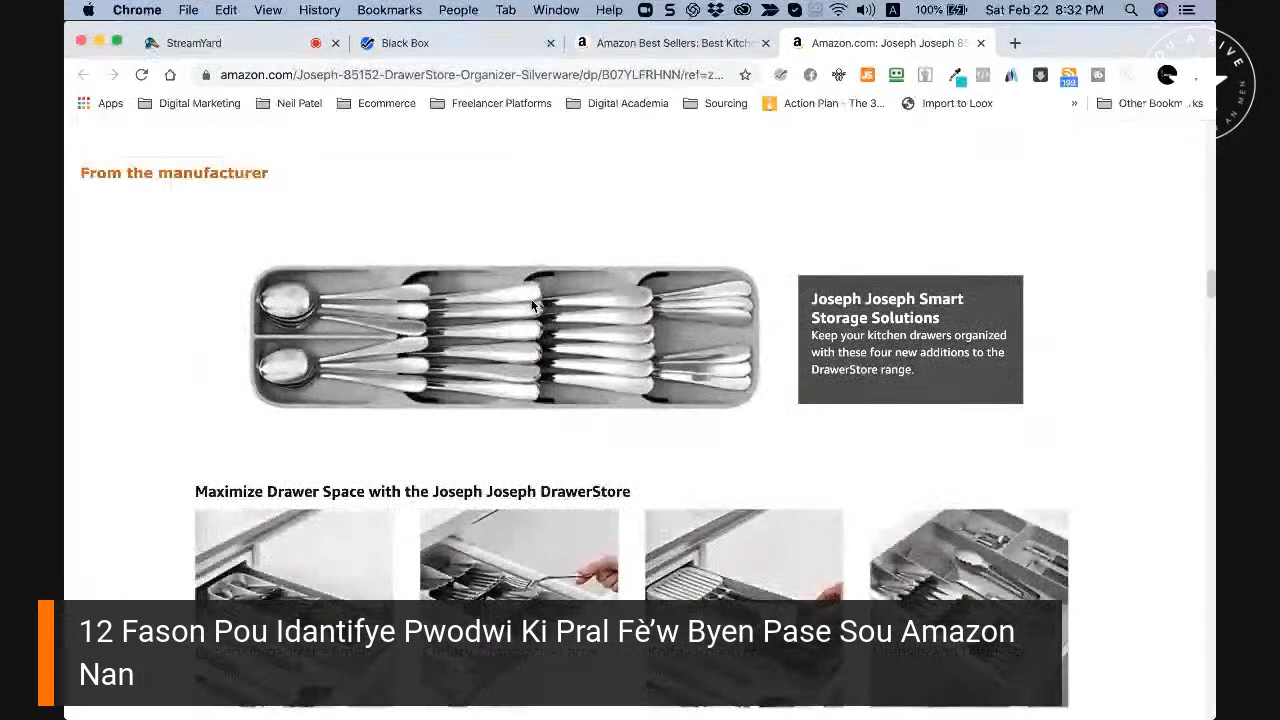 Chrome File Edit View History Bookmarks People Tab Window Help 100% Sat Feb 22 8:32 PM
StreamYard Black Box Amazon Best Sellers: Best Kitche Amazon.com: Joseph Joseph 85
amazon.com/Joseph-85152-DrawerStore-Organizer-Silverware/dp/B07YLFRHNN/ref=z...
Apps Digital Marketing Neil Patel Ecommerce Freelancer Platforms Digital Academia Sourcing Action Plan - The 3... Import to Loox » Other Bookm
From the manufacturer
Joseph Joseph Smart
Storage Solutions
Keep your kitchen drawers organized
with these four new additions to the
DrawerStore range.
Maximize Drawer Space with the Joseph Joseph DrawerStore
12 Fason Pou Idantifye Pwodwi Ki Pral Fè’w Byen Pase Sou Amazon
Nan